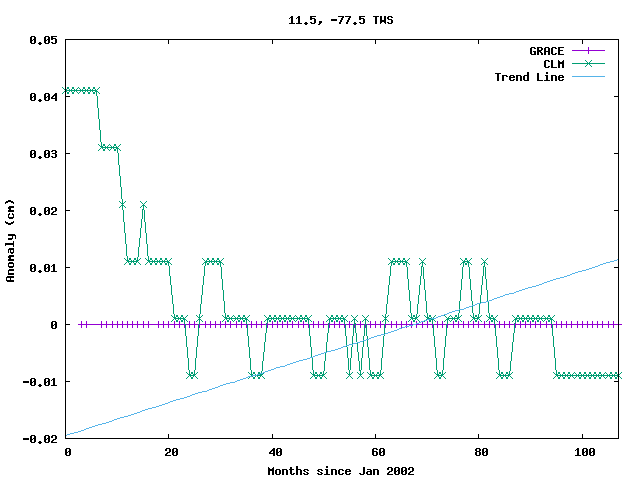 11.5, -77.5 TWS
GRACE
CLM
Trend Line
Anomaly (cm)
0.05
0.04
0.03
0.02
0.01
0
-0.01
-0.02
0 20 40 60 80 100
Months since Jan 2002